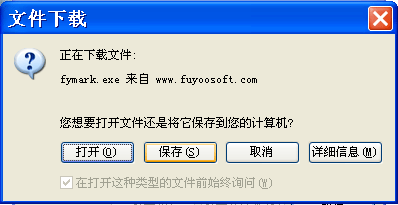 文件下载
正在下载文件:
fymark.exe 来自 www.fuyoosoft.com
您想要打开文件还是将它保存到您的计算机?
打开(O) 保存(S) 取消 详细信息(M)
在打开这种类型的文件前始终询问(W)